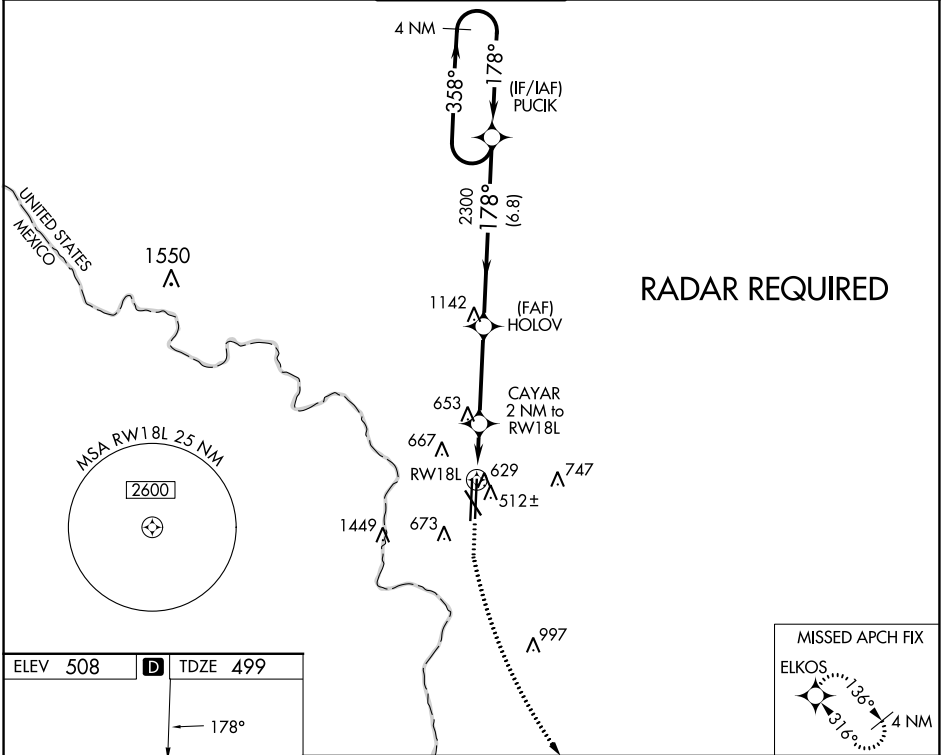 4 NM
358°
178°
(IF/IAF)
PUCIK
2300
178°
(6.8)
UNITED STATES
MEXICO
1550
RADAR REQUIRED
1142
(FAF)
HOLOV
CAYAR
2 NM to
RW18L
653
667
RW18L
629
747
512±
MSA RW18L 25 NM
2600
1449
673
997
ELEV 508 D TDZE 499
178°
MISSED APCH FIX
ELKOS
136°
316°
4 NM